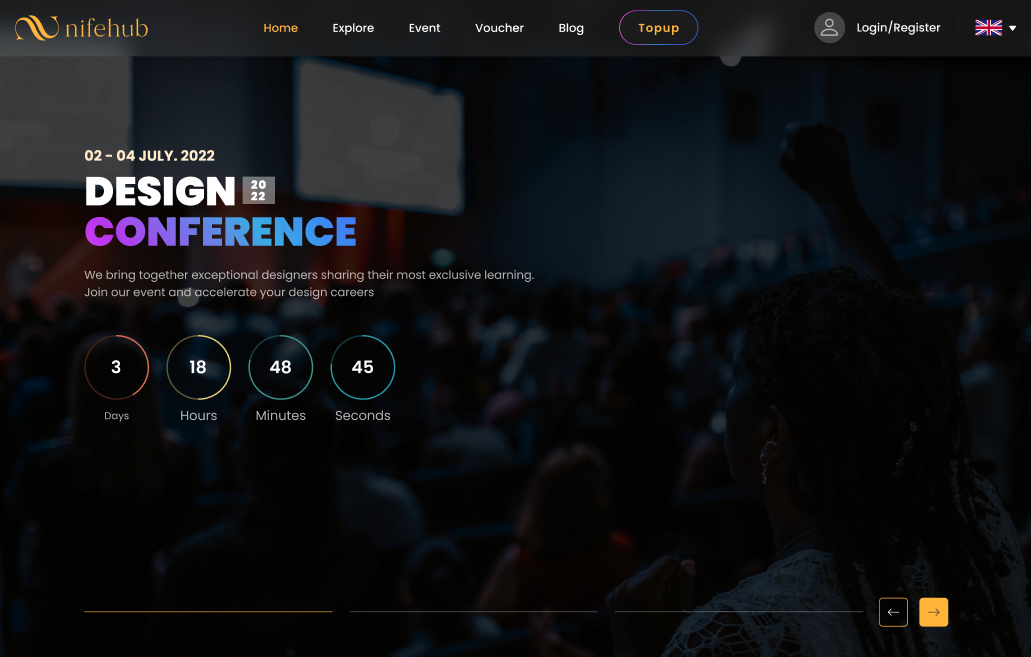 nifehub
Home
Explore
Event
Voucher
Blog
Topup
Login/Register
02 - 04 JULY. 2022
DESIGN 20 22
CONFERENCE
We bring together exceptional designers sharing their most exclusive learning.
Join our event and accelerate your design careers
3
18
48
45
Days
Hours
Minutes
Seconds